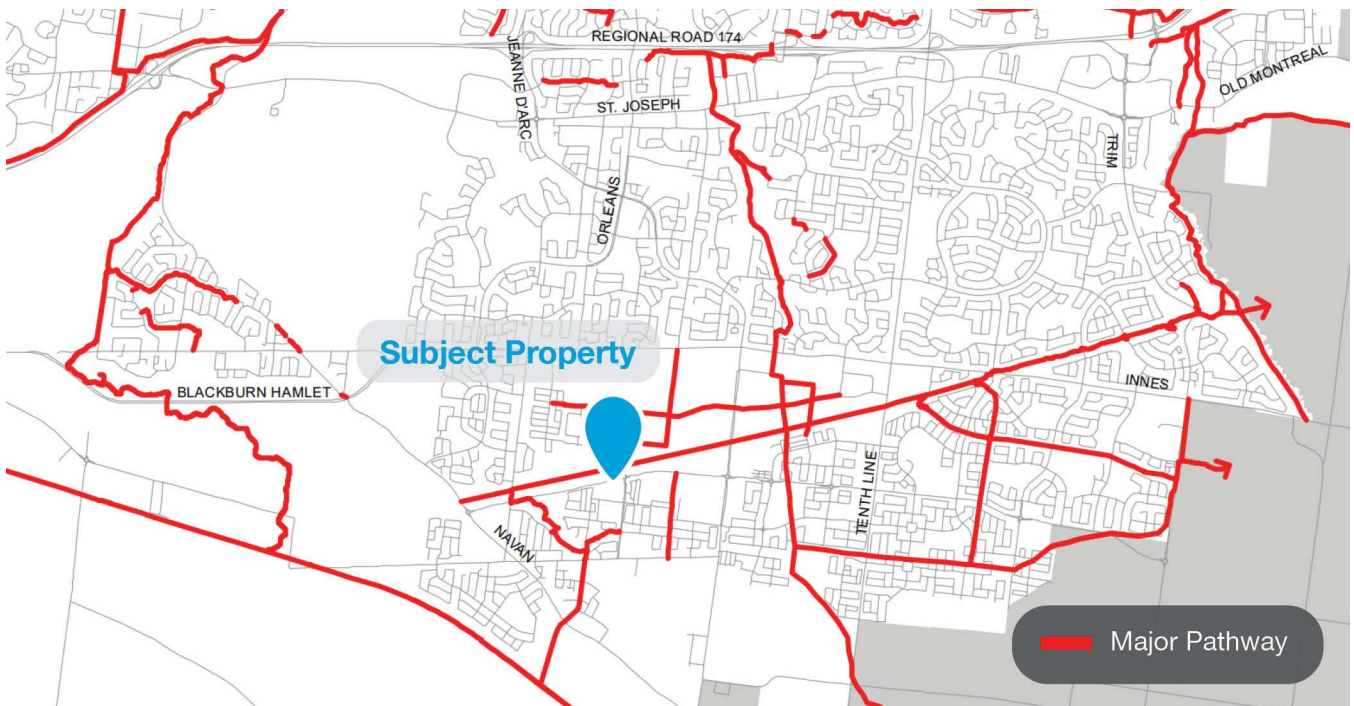 REGIONAL ROAD 174
JEANNE D'ARC
OLD MONTREAL
ST. JOSEPH
TRIM
ORLEANS
Subject Property
INNES
BLACKBURN HAMLET
TENTH LINE
NAVAN
Major Pathway